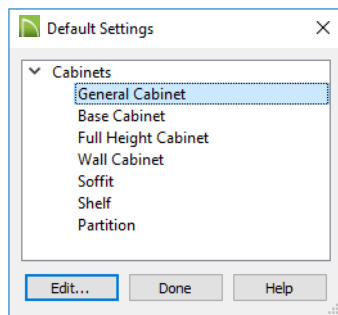 Default Settings
Cabinets
General Cabinet
Base Cabinet
Full Height Cabinet
Wall Cabinet
Soffit
Shelf
Partition
Edit... Done Help